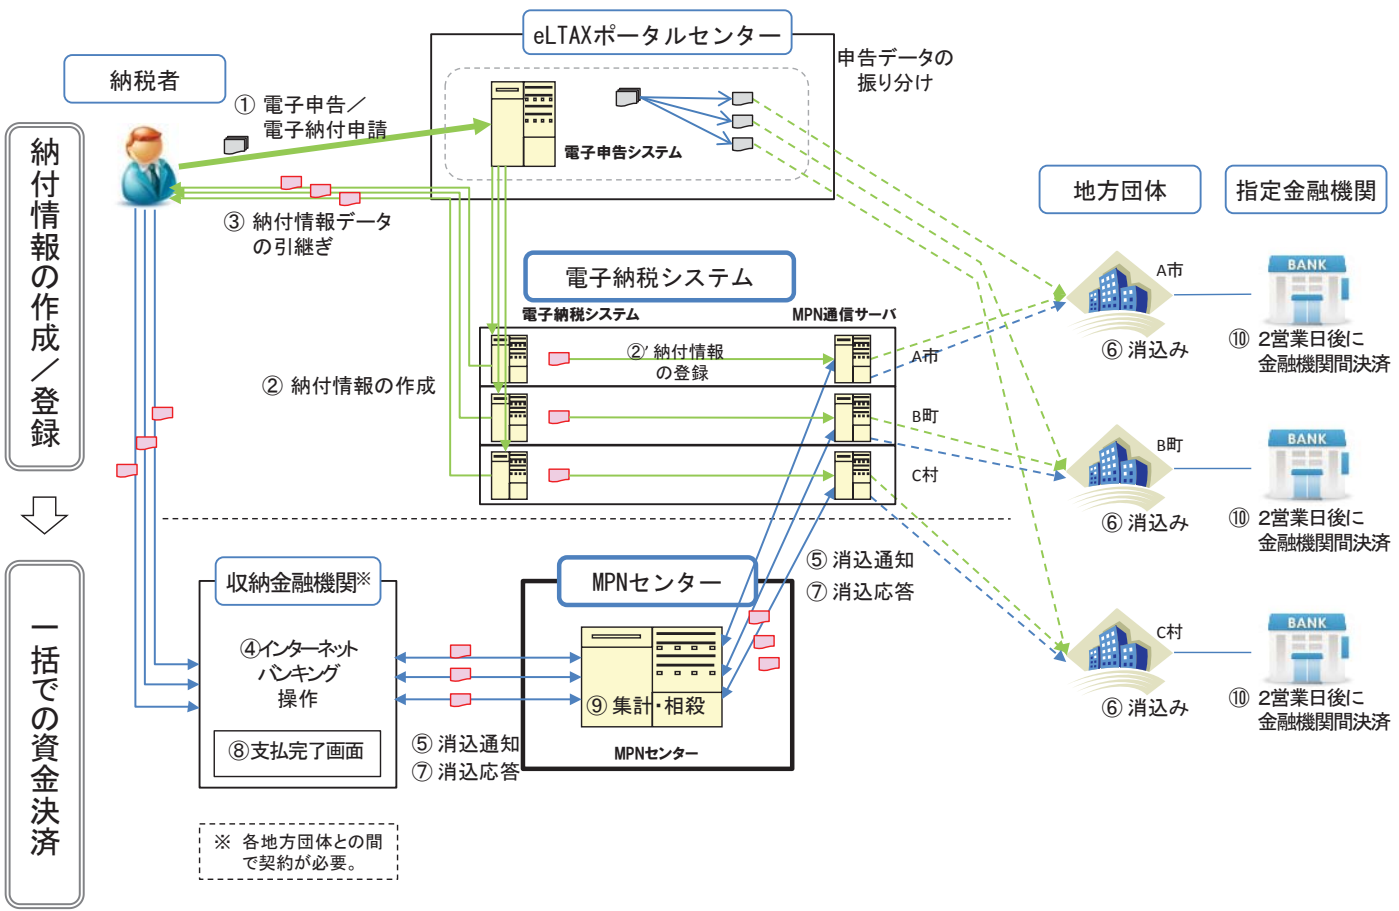 eLTAXポータルセンター
納税者
申告データの
振り分け
① 電子申告／
電子納付申請
電子申告システム
納付情報の作成／登録
③ 納付情報データ
の引継ぎ
地方団体
指定金融機関
電子納税システム
電子納税システム
MPN通信サーバ
②’納付情報
の登録
A市
B町
C村
② 納付情報の作成
A市
⑥ 消込み
BANK
⑩ 2営業日後に
金融機関間決済
B町
⑥ 消込み
BANK
⑩ 2営業日後に
金融機関間決済
C村
⑥ 消込み
BANK
⑩ 2営業日後に
金融機関間決済
一括での資金決済
収納金融機関※
④インターネット
バンキング
操作
⑧支払完了画面
MPNセンター
⑨ 集計・相殺
MPNセンター
⑤ 消込通知
⑦ 消込応答
⑤ 消込通知
⑦ 消込応答
※ 各地方団体との間
で契約が必要。